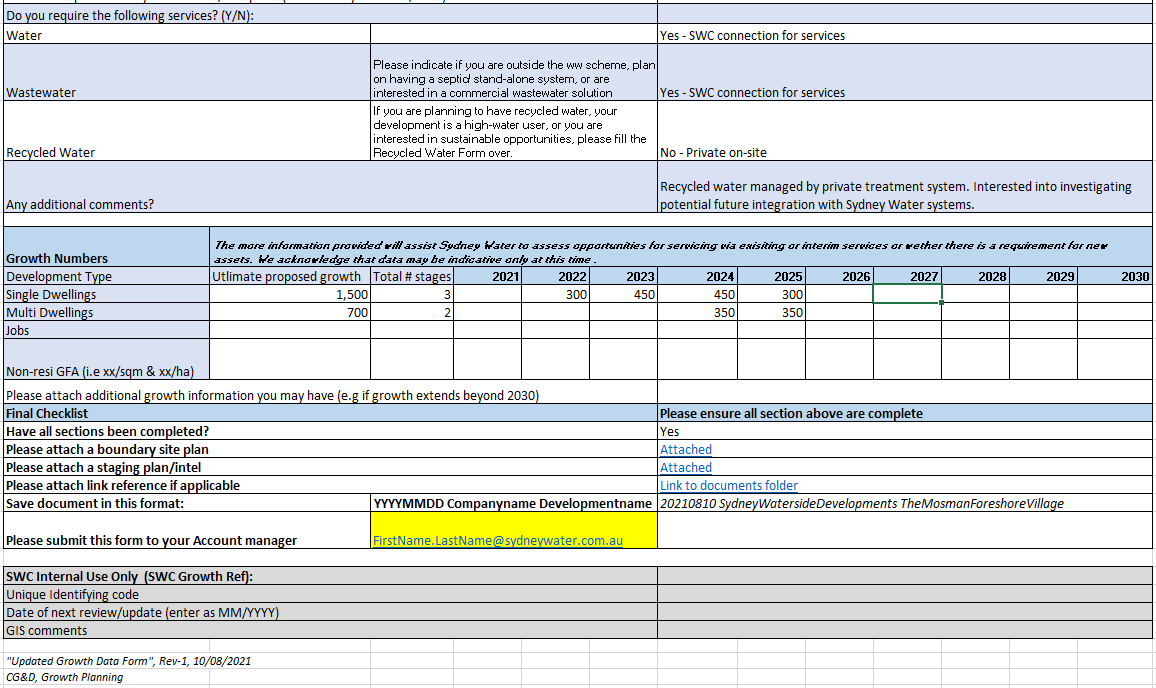 Do you require the following services? (Y/N):
Water Yes - SWC connection for services
Please indicate if you are outside the ww scheme, plan
on having a septic/ stand-alone system, or are
Wastewater interested in a commercial wastewater solution Yes - SWC connection for services
If you are planning to have recycled water, your
development is a high-water user, or you are
interested in sustainable opportunities, please fill the
Recycled Water Recycled Water Form over. No - Private on-site
Recycled water managed by private treatment system. Interested into investigating
Any additional comments? potential future integration with Sydney Water systems.
The more information provided will assist Sydney Water to assess opportunities for servicing via exisiting or interim services or wether there is a requirement for new
Growth Numbers assets. We acknowledge that data may be indicative only at this time .
Development Type Utlimate proposed growth Total # stages 2021 2022 2023 2024 2025 2026 2027 2028 2029 2030
Single Dwellings 1,500 3 300 450 450 300
Multi Dwellings 700 2 350 350
Jobs
Non-resi GFA (i.e xx/sqm & xx/ha)
Please attach additional growth information you may have (e.g if growth extends beyond 2030)
Final Checklist Please ensure all section above are complete
Have all sections been completed? Yes
Please attach a boundary site plan Attached
Please attach a staging plan/intel Attached
Please attach link reference if applicable Link to documents folder
Save document in this format: YYYYMMDD Companyname Developmentname 20210810 SydneyWatersideDevelopments TheMosmanForeshoreVillage
Please submit this form to your Account manager FirstName.LastName@sydneywater.com.au
SWC Internal Use Only (SWC Growth Ref):
Unique Identifying code
Date of next review/update (enter as MM/YYYY)
GIS comments
"Updated Growth Data Form", Rev-1, 10/08/2021
CG&D, Growth Planning